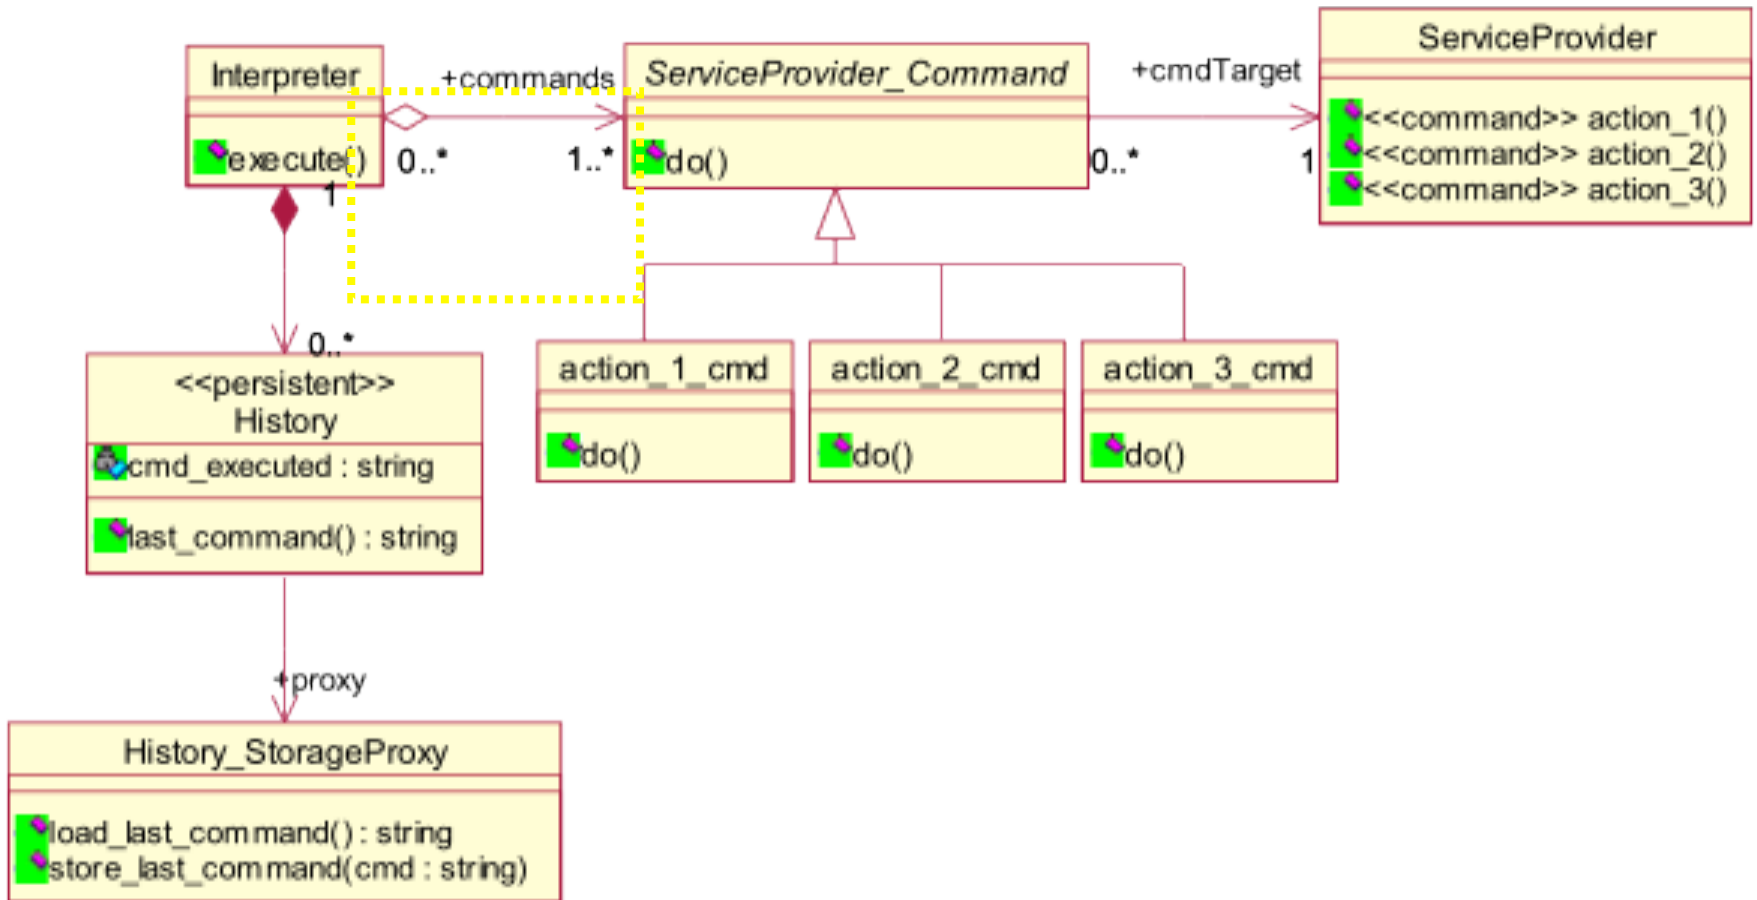 Interpreter
execute()
+commands
0..*
1..*
ServiceProvider_Command
do()
+cmdTarget
0..*
1
ServiceProvider
<<command>> action_1()
<<command>> action_2()
<<command>> action_3()
1
0..*
<<persistent>>
History
cmd_executed : string
last_command() : string
action_1_cmd
do()
action_2_cmd
do()
action_3_cmd
do()
+proxy
History_StorageProxy
load_last_command() : string
store_last_command(cmd : string)